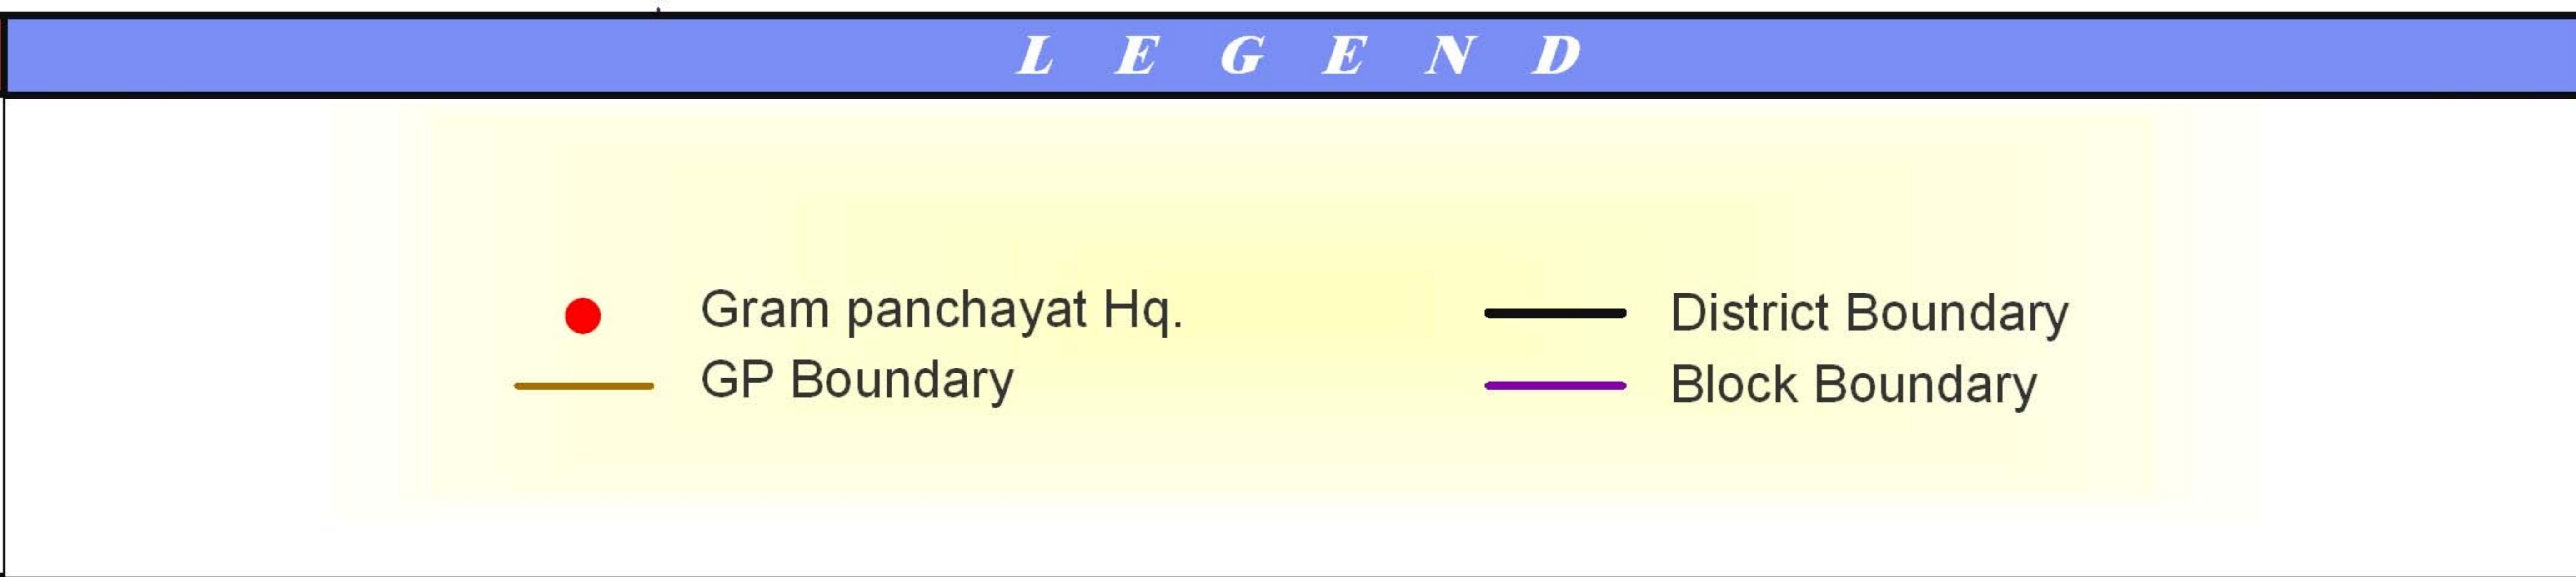 L E G E N D
Gram panchayat Hq.
GP Boundary
District Boundary
Block Boundary